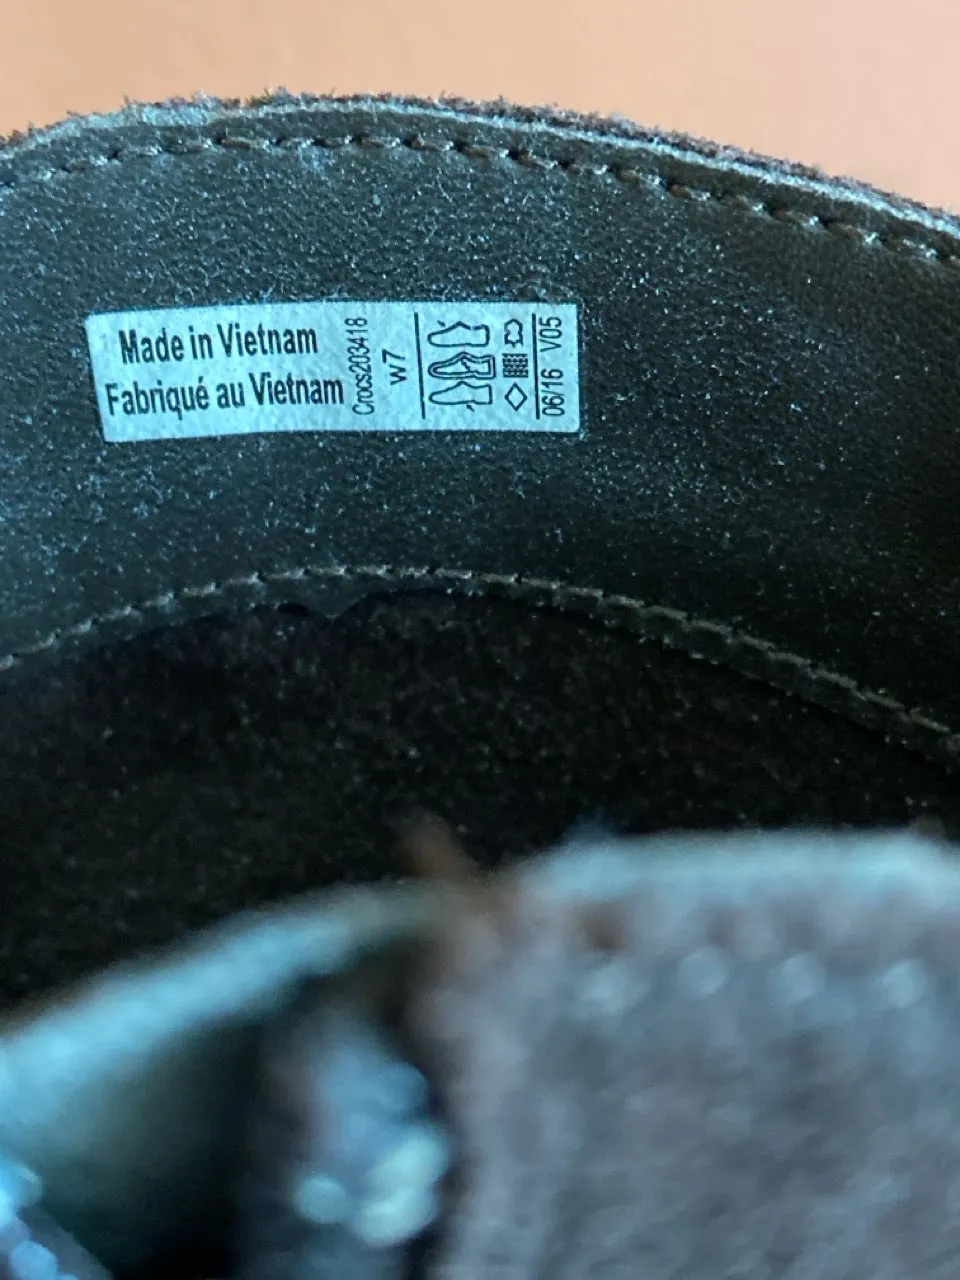 Made in Vietnam
Fabriqué au Vietnam
Crocs203418
w7
06/16 V05